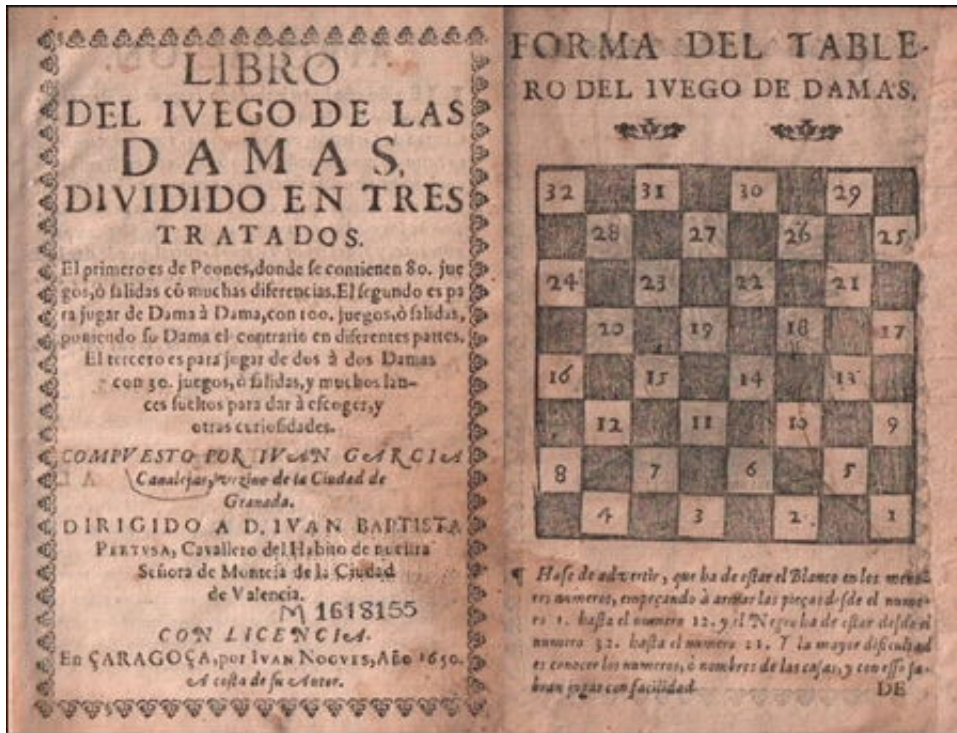 LIBRO
DEL IVEGO DE LAS
DAMAS,
DIVIDIDO EN TRES
TRATADOS.
El primero es de Peones, donde se contienen 80. jue
gos, ò salidas cõ muchas diferencias. El segundo es pa
ra jugar de Dama à Dama, con 100. juegos, ò salidas,
poniendo su Dama el contrario en diferentes partes.
El tercero es para jugar de dos à dos Damas
con 30. juegos, ò salidas, y muchos lan-
ces sueltos para dar à escoger, y
otras curiosidades.
COMPVESTO POR IVAN GARCIA
Canalejas, vezino de la Ciudad de
Granada.
DIRIGIDO A D. IVAN BAPTISTA
PERTVSA, Cavallero del Habito de nuestra
Señora de Montesa de la Ciudad
de Valencia.
M 1618155
CON LICENCIA.
En ÇARAGOÇA, por IVAN NOGVES, Año 1650.
A costa de su Autor.
FORMA DEL TABLE-
RO DEL IVEGO DE DAMAS.
32 31 30 29
28 27 26 25
24 23 22 21
20 19 18 17
16 15 14 13
12 11 10 9
8 7 6 5
4 3 2 1
¶ Hase de advertir, que ha de estar el Blanco en los meno-
res numeros, empeçando à armar las pieças desde el nume-
ro 1. hasta el numero 12. y el Negro ha de estar desde el
numero 32. hasta el numero 21. Y la mayor dificultad
es conocer los numeros, ò nombres de las casas, y con esso sa-
bran jugar con facilidad.
DE